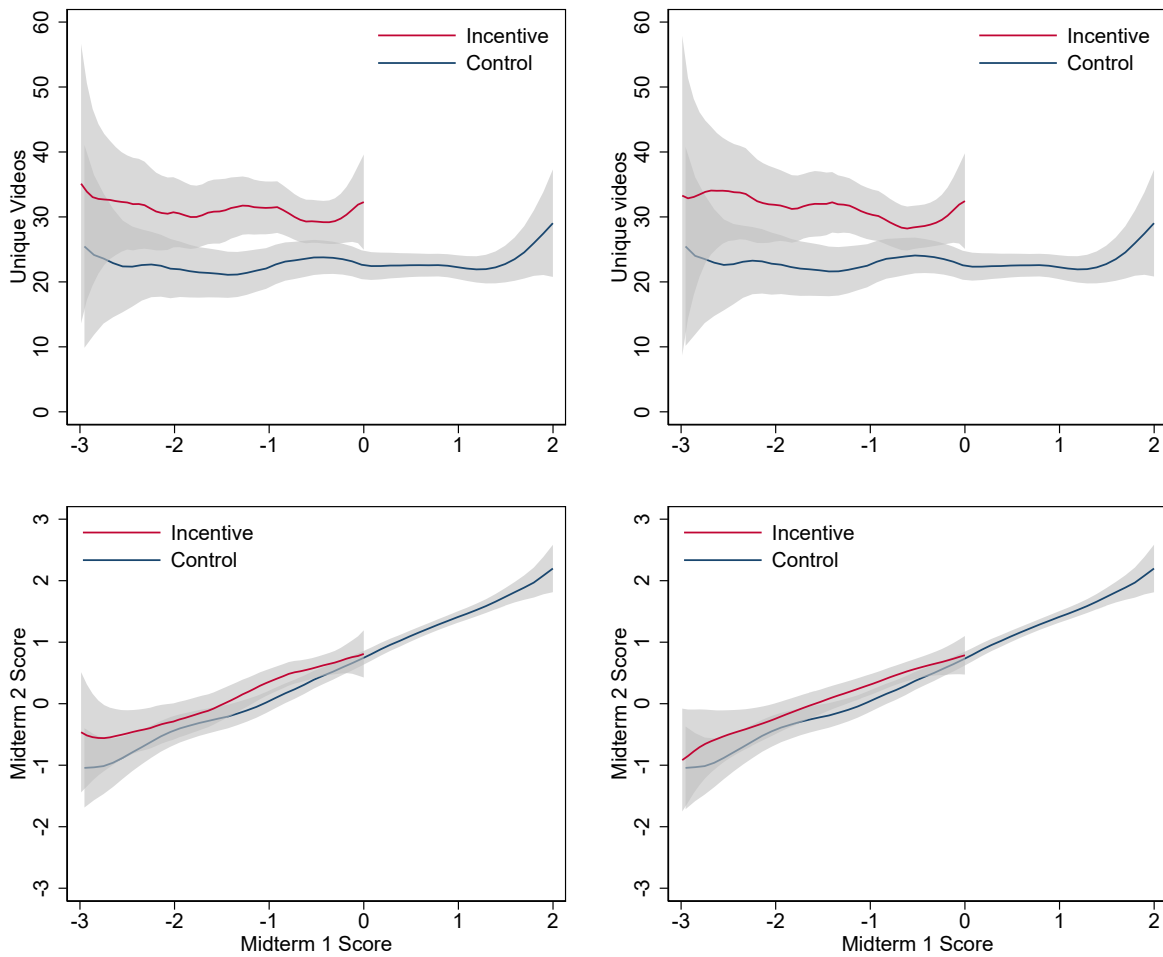 Incentive
Control
Unique Videos
60
50
40
30
20
10
0
-3 -2 -1 0 1 2
Incentive
Control
Unique videos
60
50
40
30
20
10
0
-3 -2 -1 0 1 2
Incentive
Control
Midterm 2 Score
3
2
1
0
-1
-2
-3
-3 -2 -1 0 1 2
Midterm 1 Score
Incentive
Control
Midterm 2 Score
3
2
1
0
-1
-2
-3
-3 -2 -1 0 1 2
Midterm 1 Score